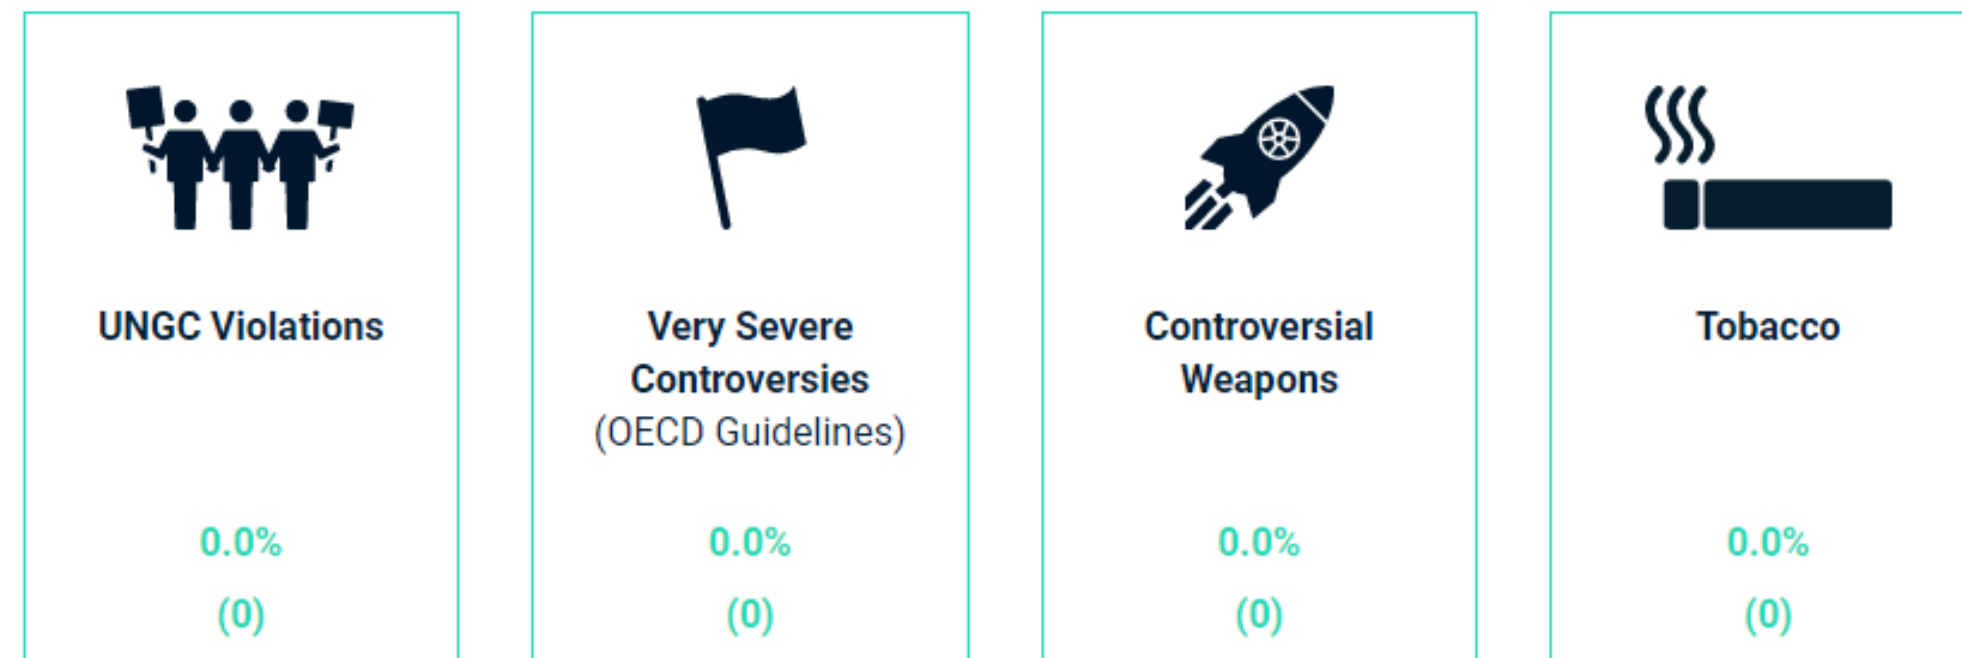 UNGC Violations
Very Severe
Controversies
(OECD Guidelines)
Controversial
Weapons
Tobacco
0.0%
0.0%
0.0%
0.0%
(0)
(0)
(0)
(0)